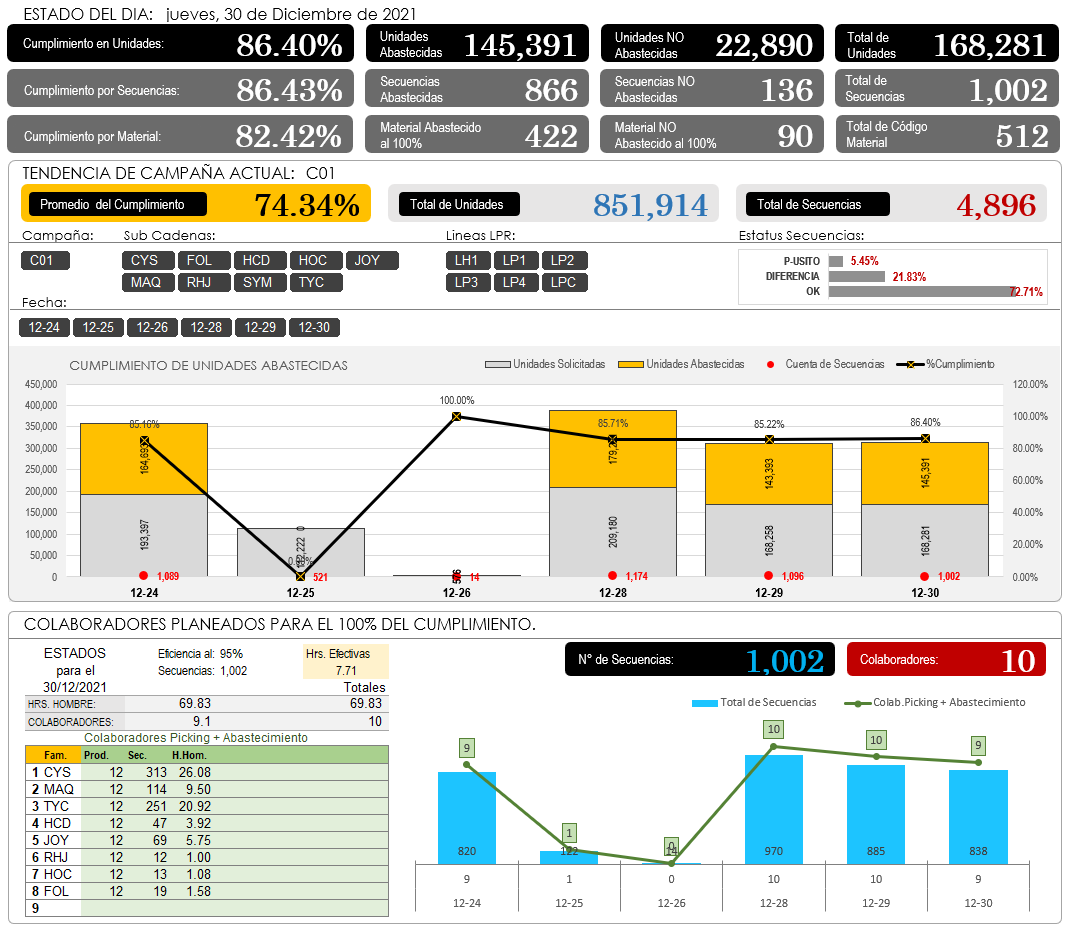 ESTADO DEL DIA: jueves, 30 de Diciembre de 2021
Cumplimiento en Unidades: 86.40%
Unidades Abastecidas 145,391
Unidades NO Abastecidas 22,890
Total de Unidades 168,281
Cumplimiento por Secuencias: 86.43%
Secuencias Abastecidas 866
Secuencias NO Abastecidas 136
Total de Secuencias 1,002
Cumplimiento por Material: 82.42%
Material Abastecido al 100% 422
Material NO Abastecido al 100% 90
Total de Código Material 512
TENDENCIA DE CAMPAÑA ACTUAL: C01
Promedio del Cumplimiento 74.34%
Total de Unidades 851,914
Total de Secuencias 4,896
Campaña: Sub Cadenas: Lineas LPR: Estatus Secuencias:
C01 CYS FOL HCD HOC JOY LH1 LP1 LP2
MAQ RHJ SYM TYC LP3 LP4 LPC
P-USITO 5.45%
DIFERENCIA 21.83%
OK 72.71%
Fecha:
12-24 12-25 12-26 12-28 12-29 12-30
CUMPLIMIENTO DE UNIDADES ABASTECIDAS
Unidades Solicitadas Unidades Abastecidas Cuenta de Secuencias %Cumplimiento
450,000 120.00%
400,000 100.00%
350,000 80.00%
300,000 60.00%
250,000 40.00%
200,000 20.00%
150,000 0.00%
100,000
50,000
0
85.16% 100.00% 85.71% 85.22% 86.40%
0
143,393 145,391
193,397 209,180 168,258 168,281
1,089 521 14 1,174 1,096 1,002
12-24 12-25 12-26 12-28 12-29 12-30
COLABORADORES PLANEADOS PARA EL 100% DEL CUMPLIMIENTO.
ESTADOS
para el
30/12/2021
Eficiencia al: 95%
Secuencias: 1,002
Hrs. Efectivas
7.71
Totales
HRS. HOMBRE: 69.83 69.83
COLABORADORES: 9.1 10
Colaboradores Picking + Abastecimiento
Fam. Prod. Sec. H.Hom.
1 CYS 12 313 26.08
2 MAQ 12 114 9.50
3 TYC 12 251 20.92
4 HCD 12 47 3.92
5 JOY 12 69 5.75
6 RHJ 12 12 1.00
7 HOC 12 13 1.08
8 FOL 12 19 1.58
9
N° de Secuencias: 1,002
Colaboradores: 10
Total de Secuencias Colab.Picking + Abastecimiento
9 1 0 10 10 9
820 122 14 970 885 838
9 1 0 10 10 9
12-24 12-25 12-26 12-28 12-29 12-30